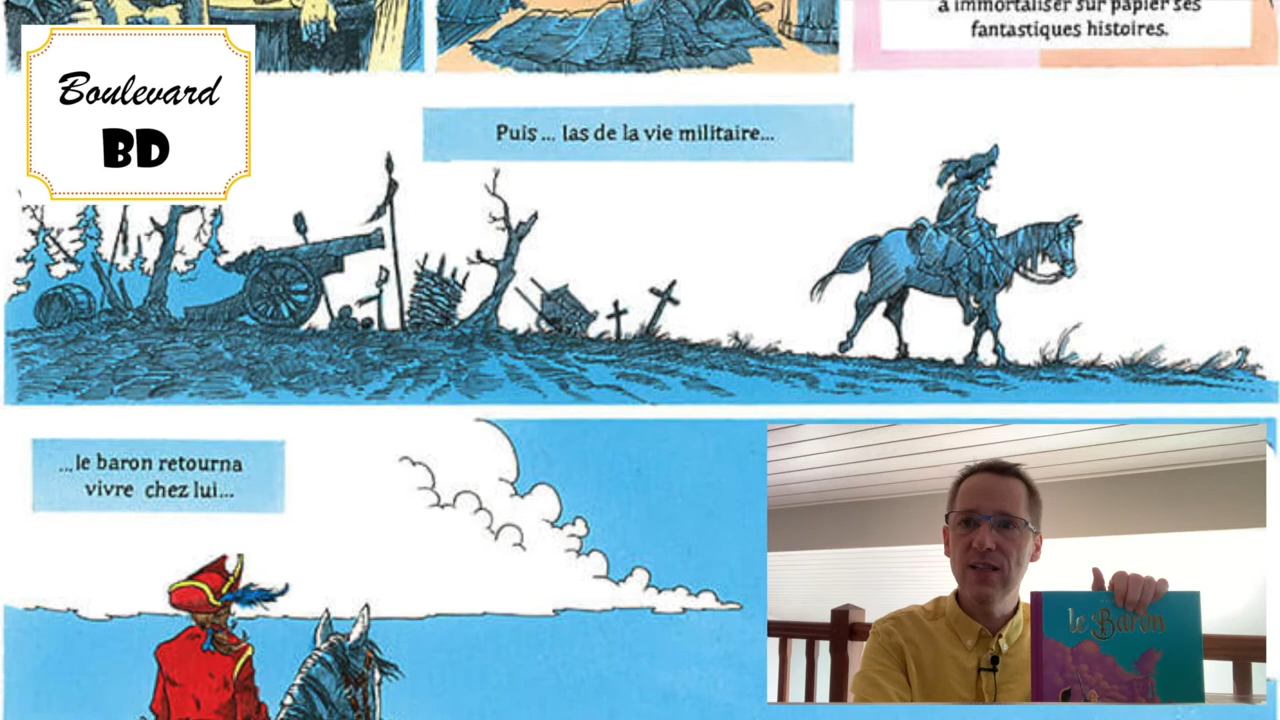 à immortaliser sur papier ses
fantastiques histoires.
Boulevard
BD
Puis... las de la vie militaire...
...le baron retourna
vivre chez lui...
le Baron